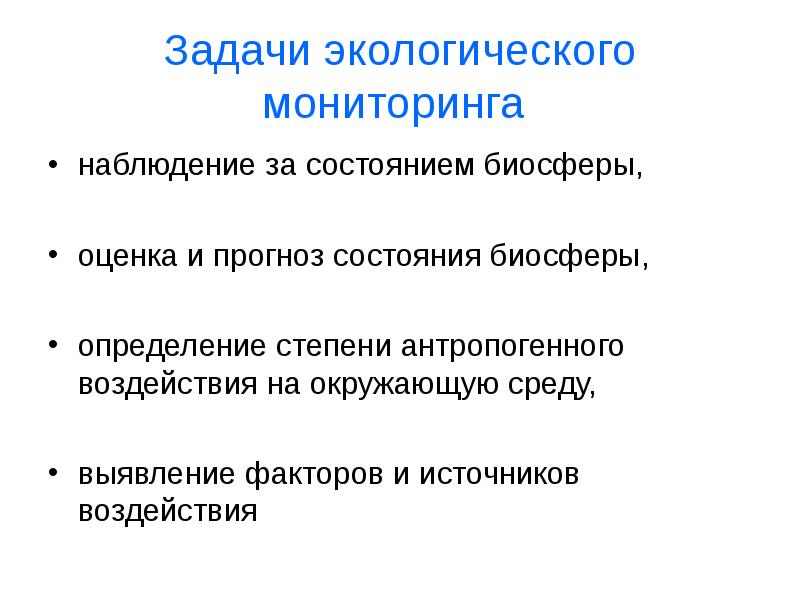 Задачи экологического
мониторинга
• наблюдение за состоянием биосферы,
• оценка и прогноз состояния биосферы,
• определение степени антропогенного
воздействия на окружающую среду,
• выявление факторов и источников
воздействия